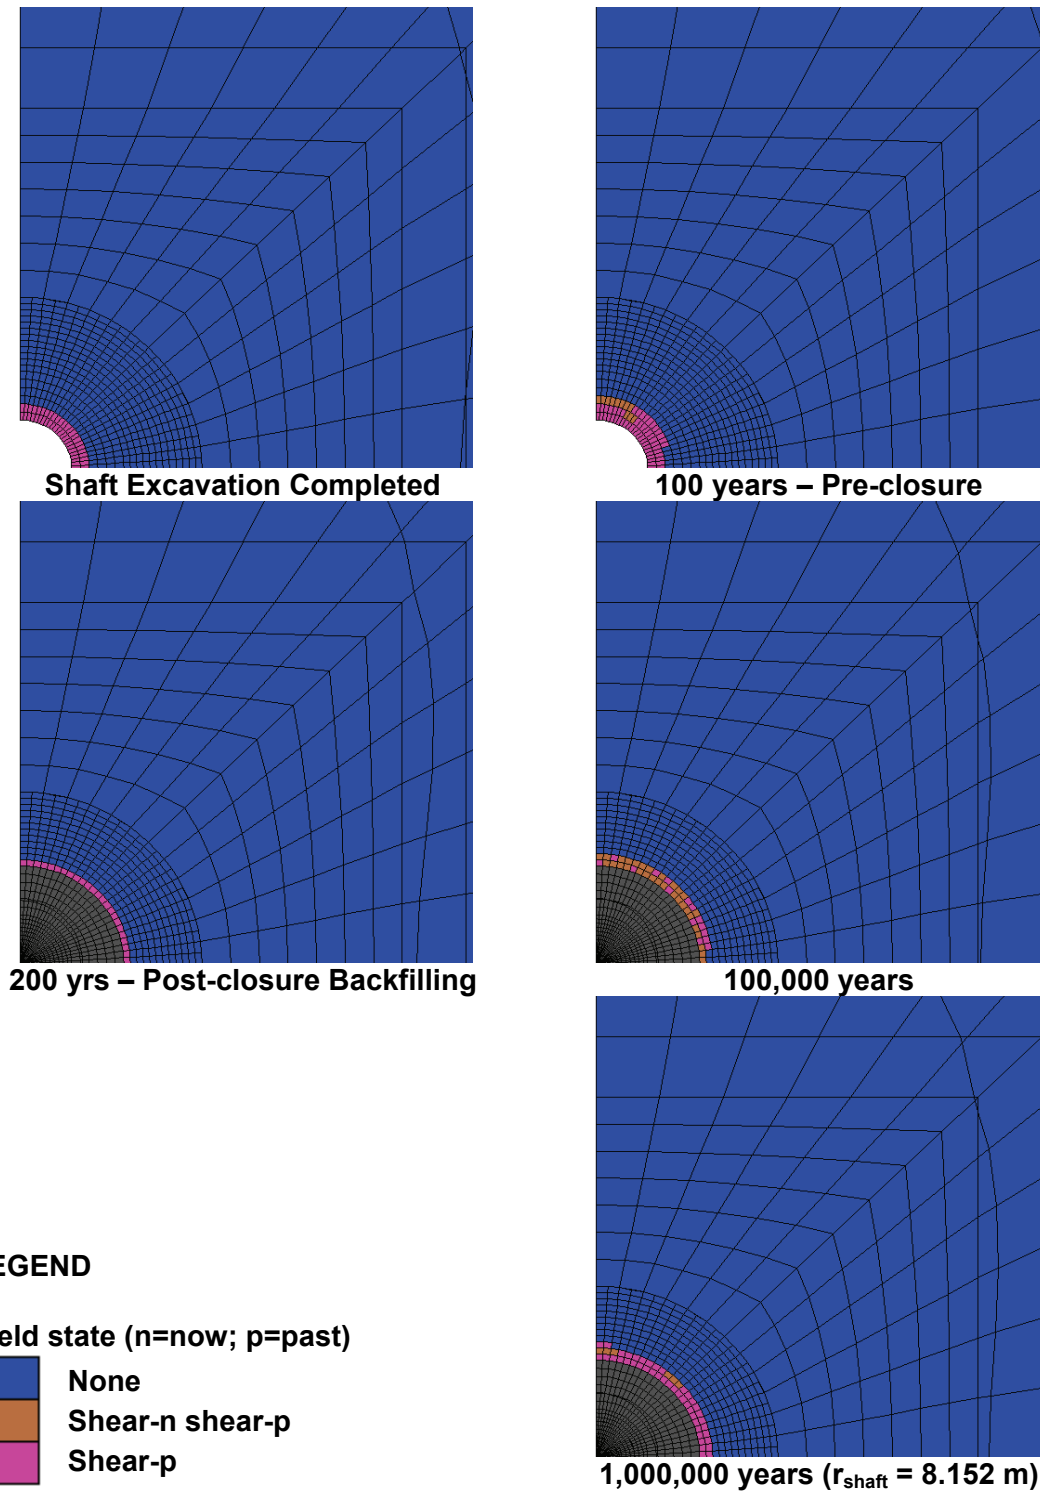 Shaft Excavation Completed
100 years – Pre-closure
200 yrs – Post-closure Backfilling
100,000 years
1,000,000 years (rshaft = 8.152 m)
EGEND
eld state (n=now; p=past)
None
Shear-n shear-p
Shear-p